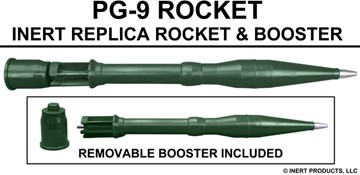 PG-9 ROCKET
INERT REPLICA ROCKET & BOOSTER
REMOVABLE BOOSTER INCLUDED
© INERT PRODUCTS, LLC